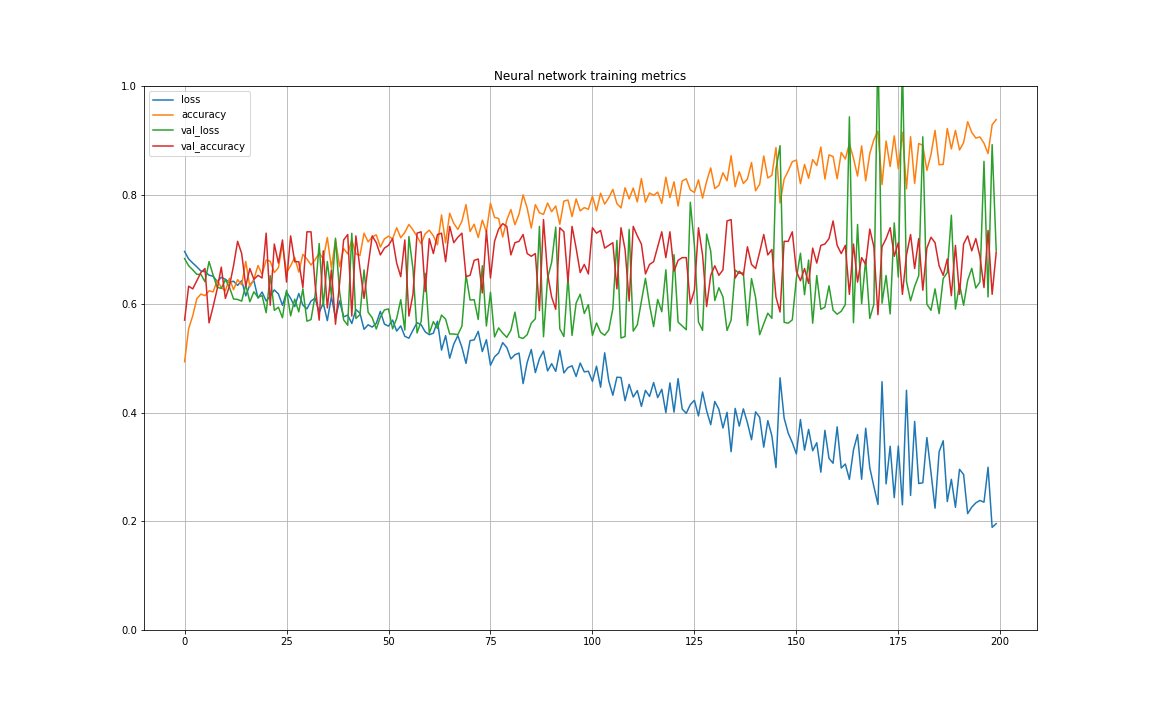 Neural network training metrics
1.0
0.8
0.6
0.4
0.2
0.0
loss
accuracy
val_loss
val_accuracy
0 25 50 75 100 125 150 175 200